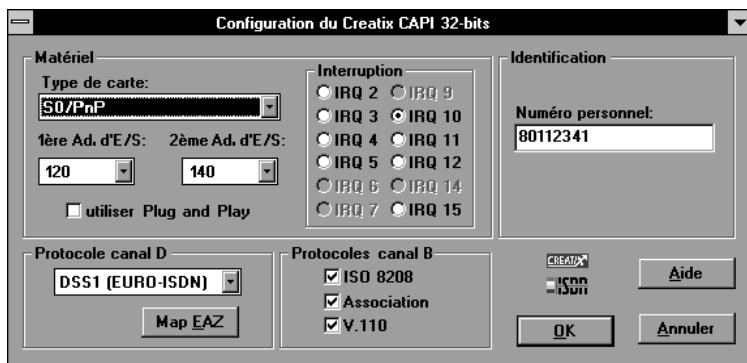 Configuration du Creatix CAPI 32-bits
Matériel
Type de carte:
S0/PnP
1ère Ad. d'E/S: 2ème Ad. d'E/S:
120 140
utiliser Plug and Play
Interruption
IRQ 2 IRQ 9
IRQ 3 IRQ 10
IRQ 4 IRQ 11
IRQ 5 IRQ 12
IRQ 6 IRQ 14
IRQ 7 IRQ 15
Identification
Numéro personnel:
80112341
Protocole canal D
DSS1 (EURO-ISDN)
Map EAZ
Protocoles canal B
ISO 8208
Association
V.110
CREATIX
ISDN
Aide
OK
Annuler